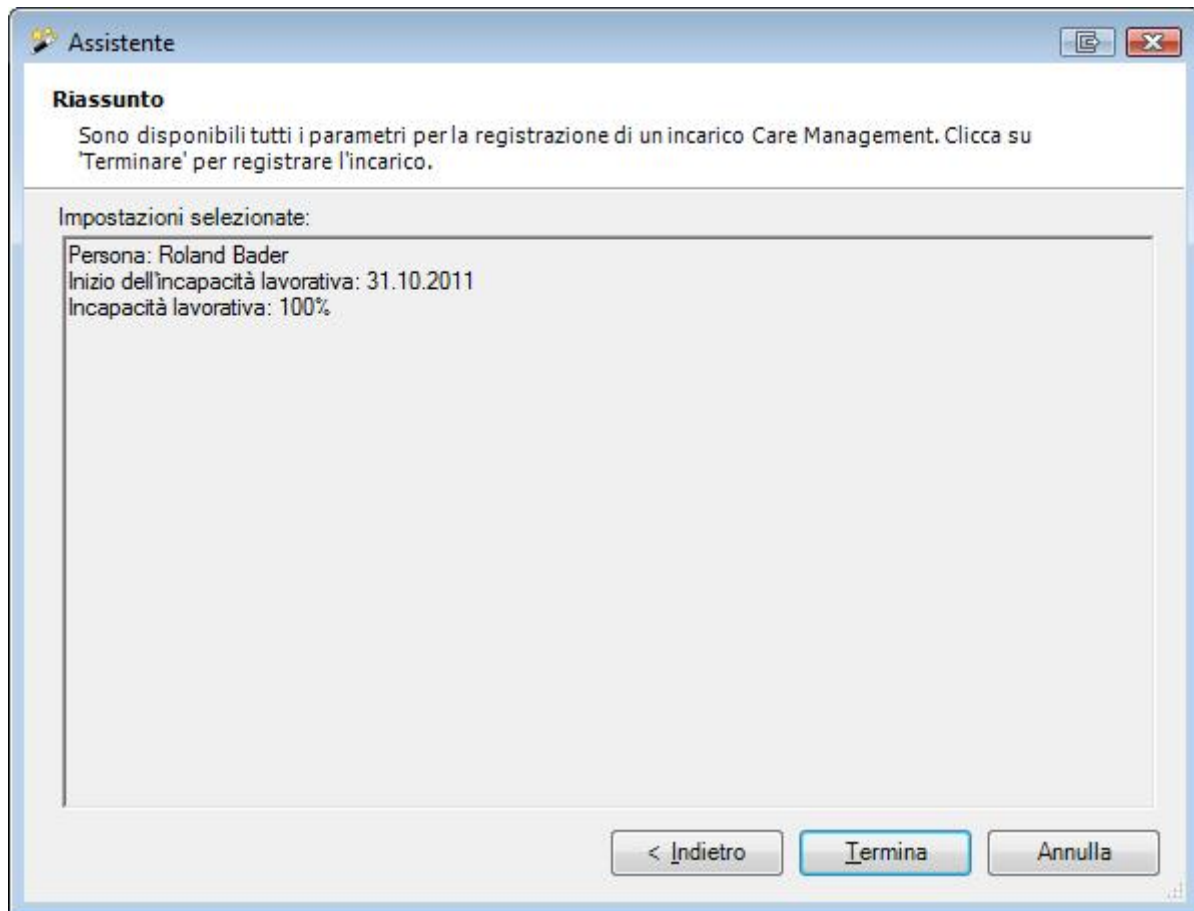 Assistente
Riassunto
Sono disponibili tutti i parametri per la registrazione di un incarico Care Management. Clicca su
'Terminare' per registrare l'incarico.
Impostazioni selezionate:
Persona: Roland Bader
Inizio dell'incapacità lavorativa: 31.10.2011
Incapacità lavorativa: 100%
< Indietro
Termina
Annulla